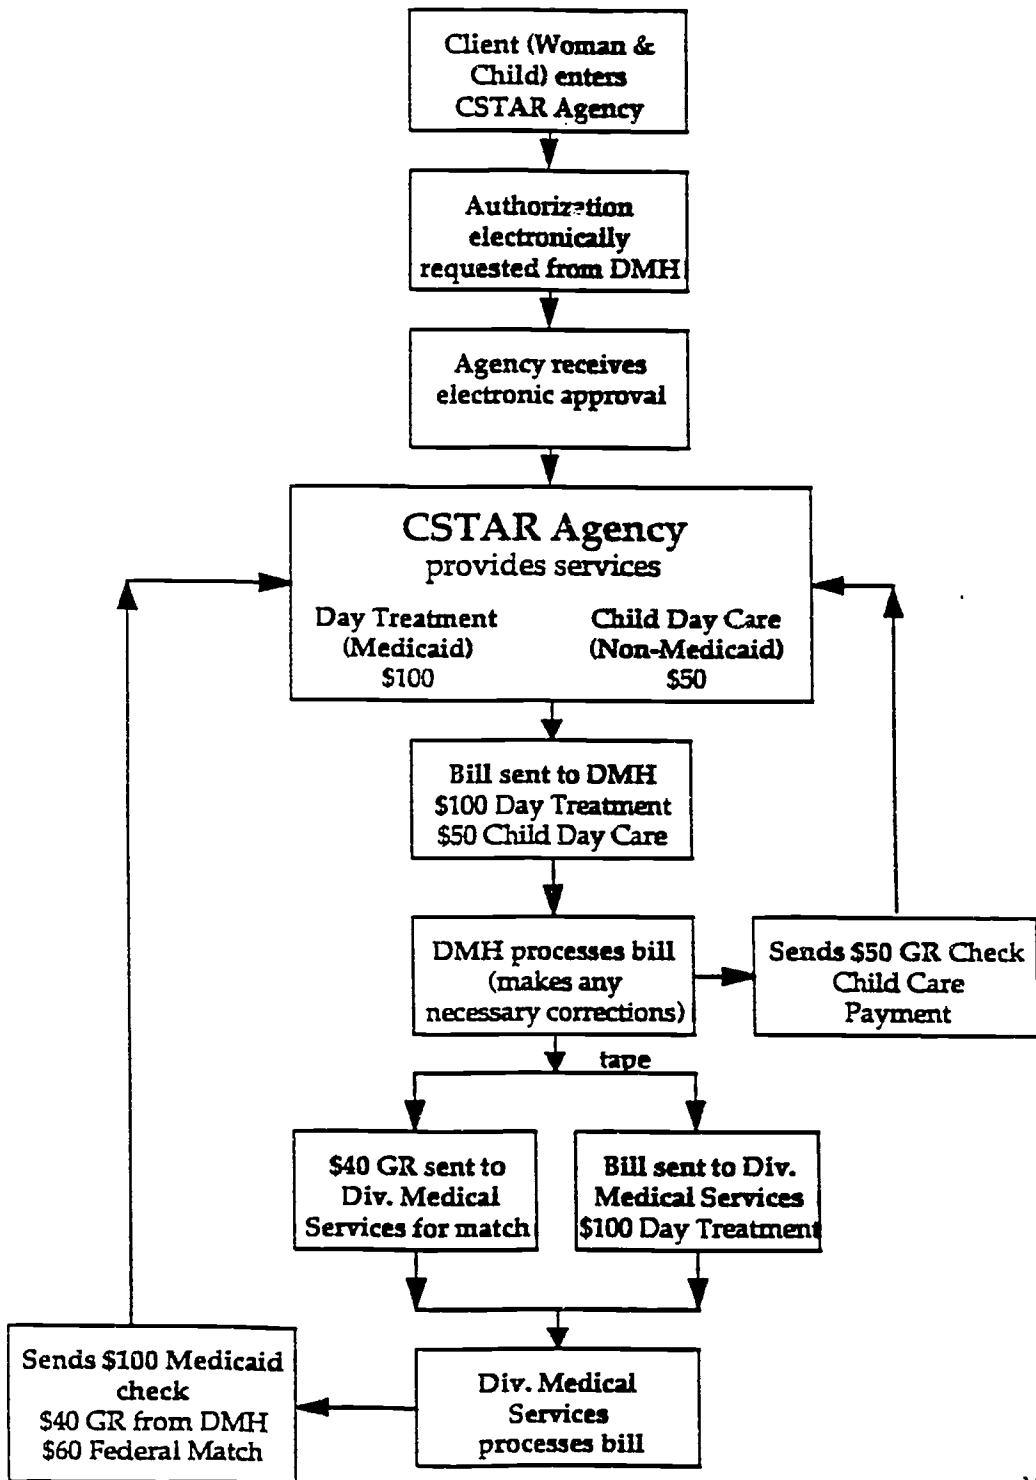 Client (Woman &
Child) enters
CSTAR Agency
Authorization
electronically
requested from DMH
Agency receives
electronic approval
CSTAR Agency
provides services
Day Treatment
(Medicaid)
$100
Child Day Care
(Non-Medicaid)
$50
Bill sent to DMH
$100 Day Treatment
$50 Child Day Care
DMH processes bill
(makes any
necessary corrections)
Sends $50 GR Check
Child Care
Payment
tape
$40 GR sent to
Div. Medical
Services for match
Bill sent to Div.
Medical Services
$100 Day Treatment
Div. Medical
Services
processes bill
Sends $100 Medicaid
check
$40 GR from DMH
$60 Federal Match